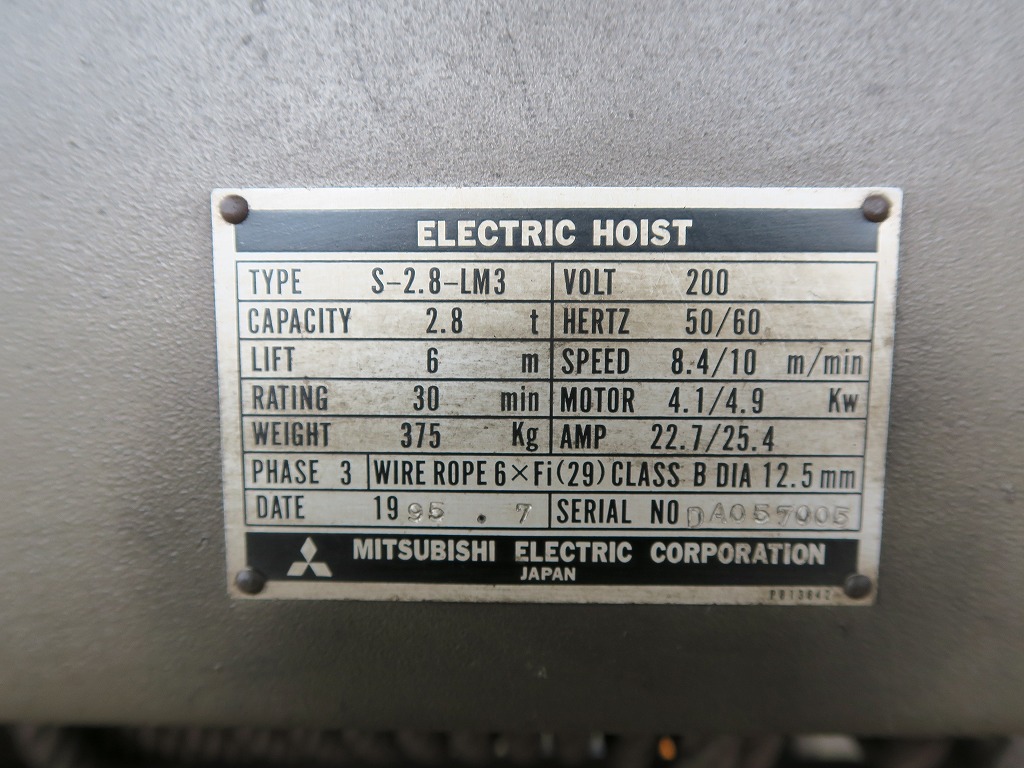 ELECTRIC HOIST
TYPE S-2.8-LM3 VOLT 200
CAPACITY 2.8 t HERTZ 50/60
LIFT 6 m SPEED 8.4/10 m/min
RATING 30 min MOTOR 4.1/4.9 Kw
WEIGHT 375 Kg AMP 22.7/25.4
PHASE 3 WIRE ROPE 6×Fi(29) CLASS B DIA 12.5 mm
DATE 1995 . 7 SERIAL NO DA057005
MITSUBISHI ELECTRIC CORPORATION
JAPAN